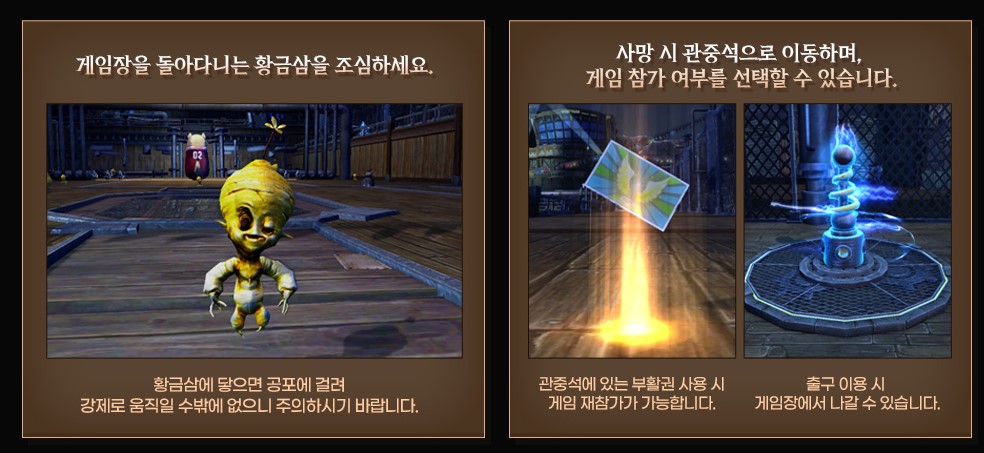 게임장을 돌아다니는 황금삼을 조심하세요.
02
황금삼에 닿으면 공포에 걸려
강제로 움직일 수밖에 없으니 주의하시기 바랍니다.
사망 시 관중석으로 이동하며,
게임 참가 여부를 선택할 수 있습니다.
관중석에 있는 부활권 사용 시
게임 재참가가 가능합니다.
출구 이용 시
게임장에서 나갈 수 있습니다.